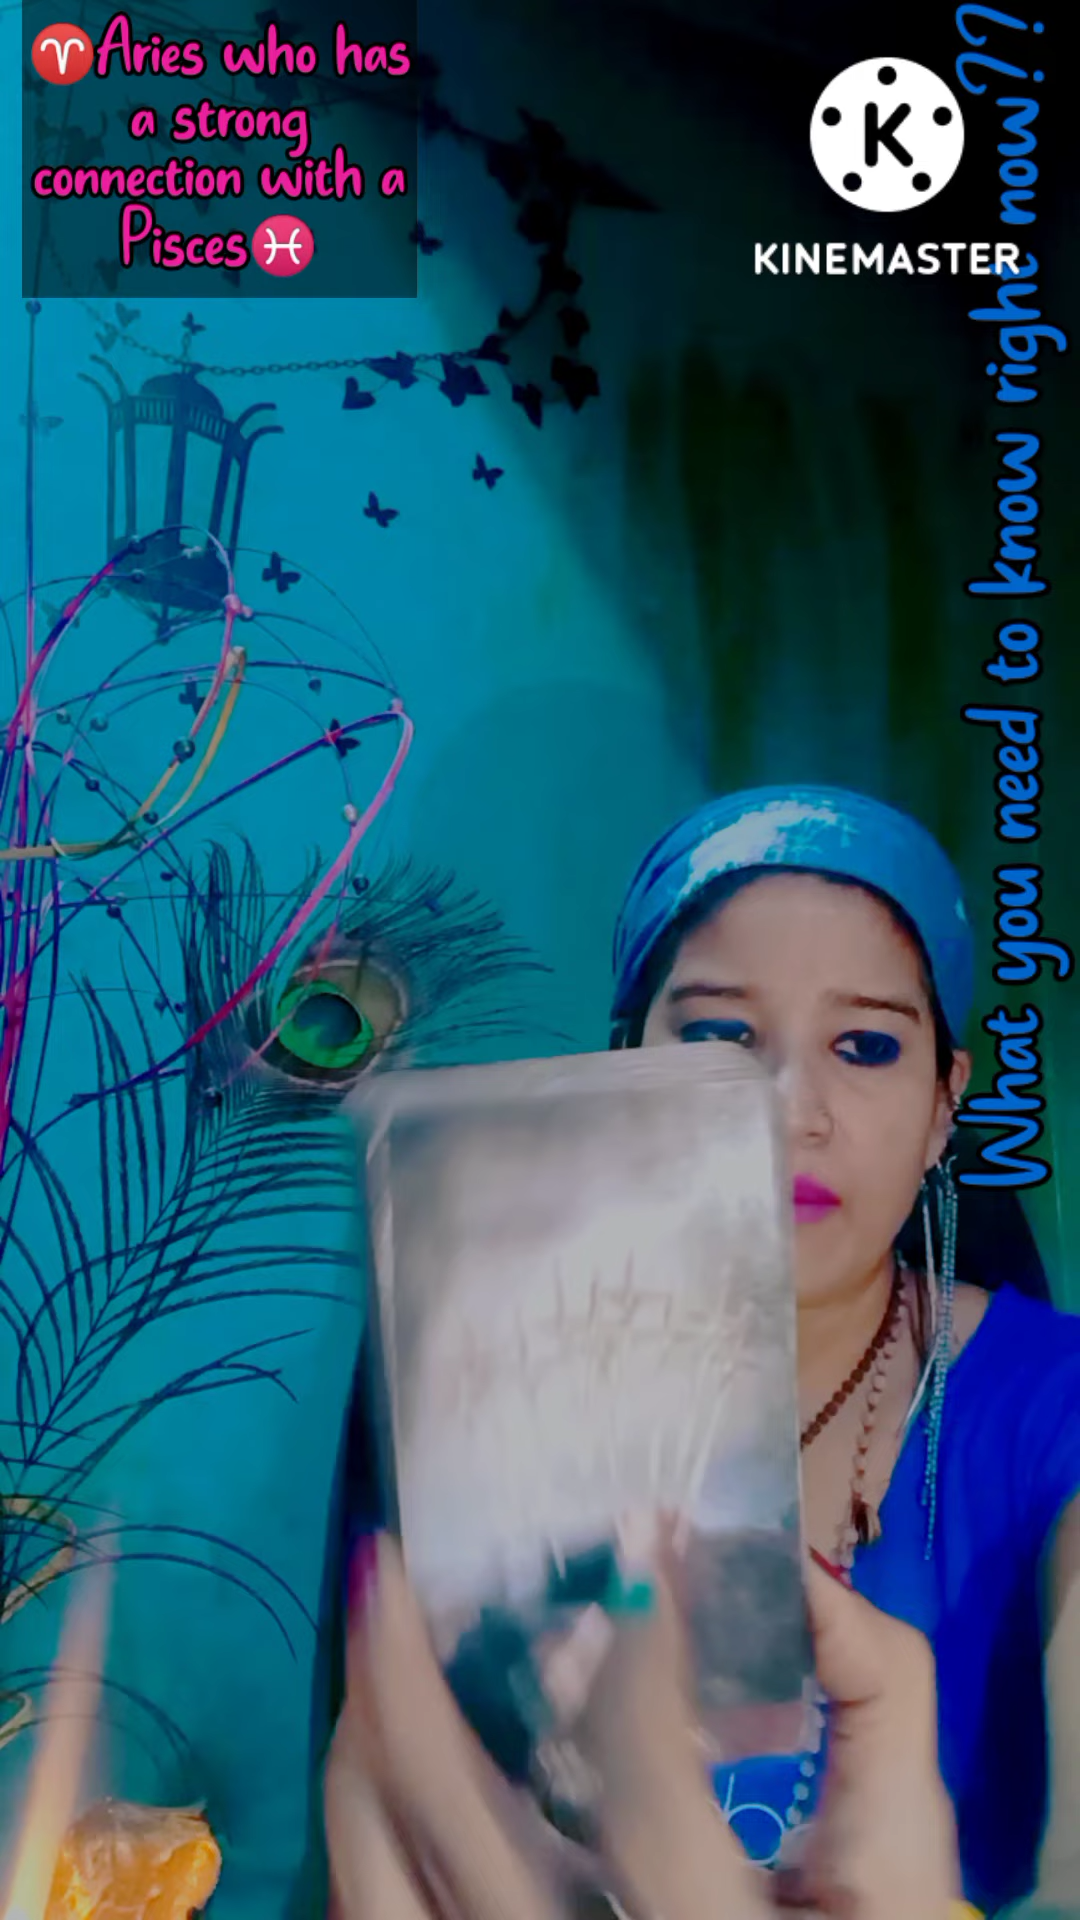 ♈Aries who has
a strong
connection with a
Pisces♓
K
KINEMASTER
What you need to know right now??